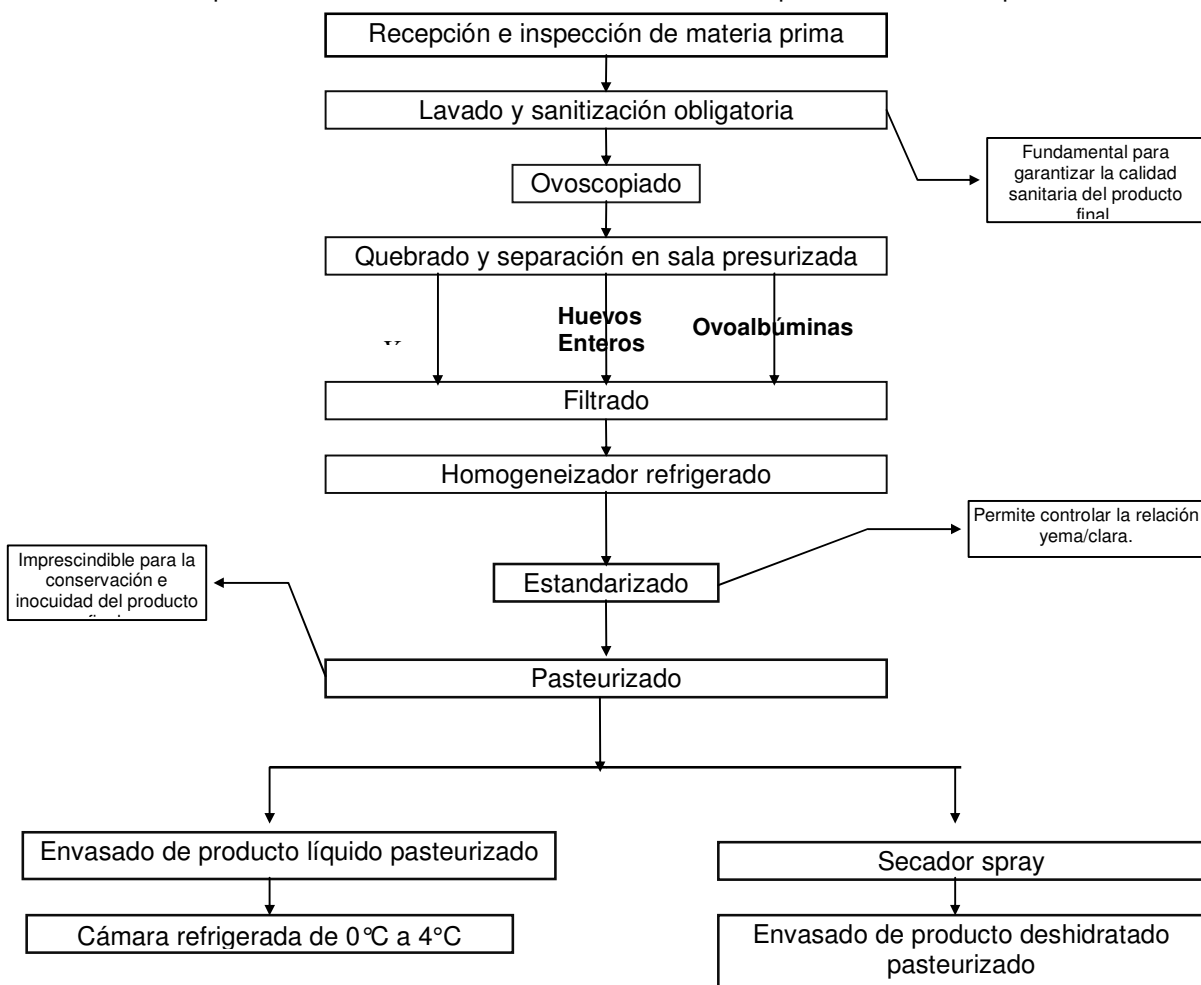 Recepción e inspección de materia prima
Lavado y sanitización obligatoria
Fundamental para
garantizar la calidad
sanitaria del producto
final
Ovoscopiado
Quebrado y separación en sala presurizada
Huevos
Enteros
Ovoalbúminas
Filtrado
Homogeneizador refrigerado
Permite controlar la relación
yema/clara.
Imprescindible para la
conservación e
inocuidad del producto
Estandarizado
Pasteurizado
Envasado de producto líquido pasteurizado
Secador spray
Cámara refrigerada de 0°C a 4°C
Envasado de producto deshidratado
pasteurizado